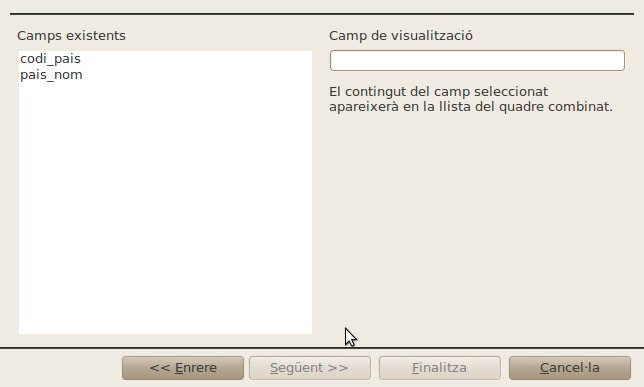 Camps existents
codi_pais
pais_nom
Camp de visualització
El contingut del camp seleccionat
apareixerà en la llista del quadre combinat.
<< Enrere
Següent >>
Finalitza
Cancel·la